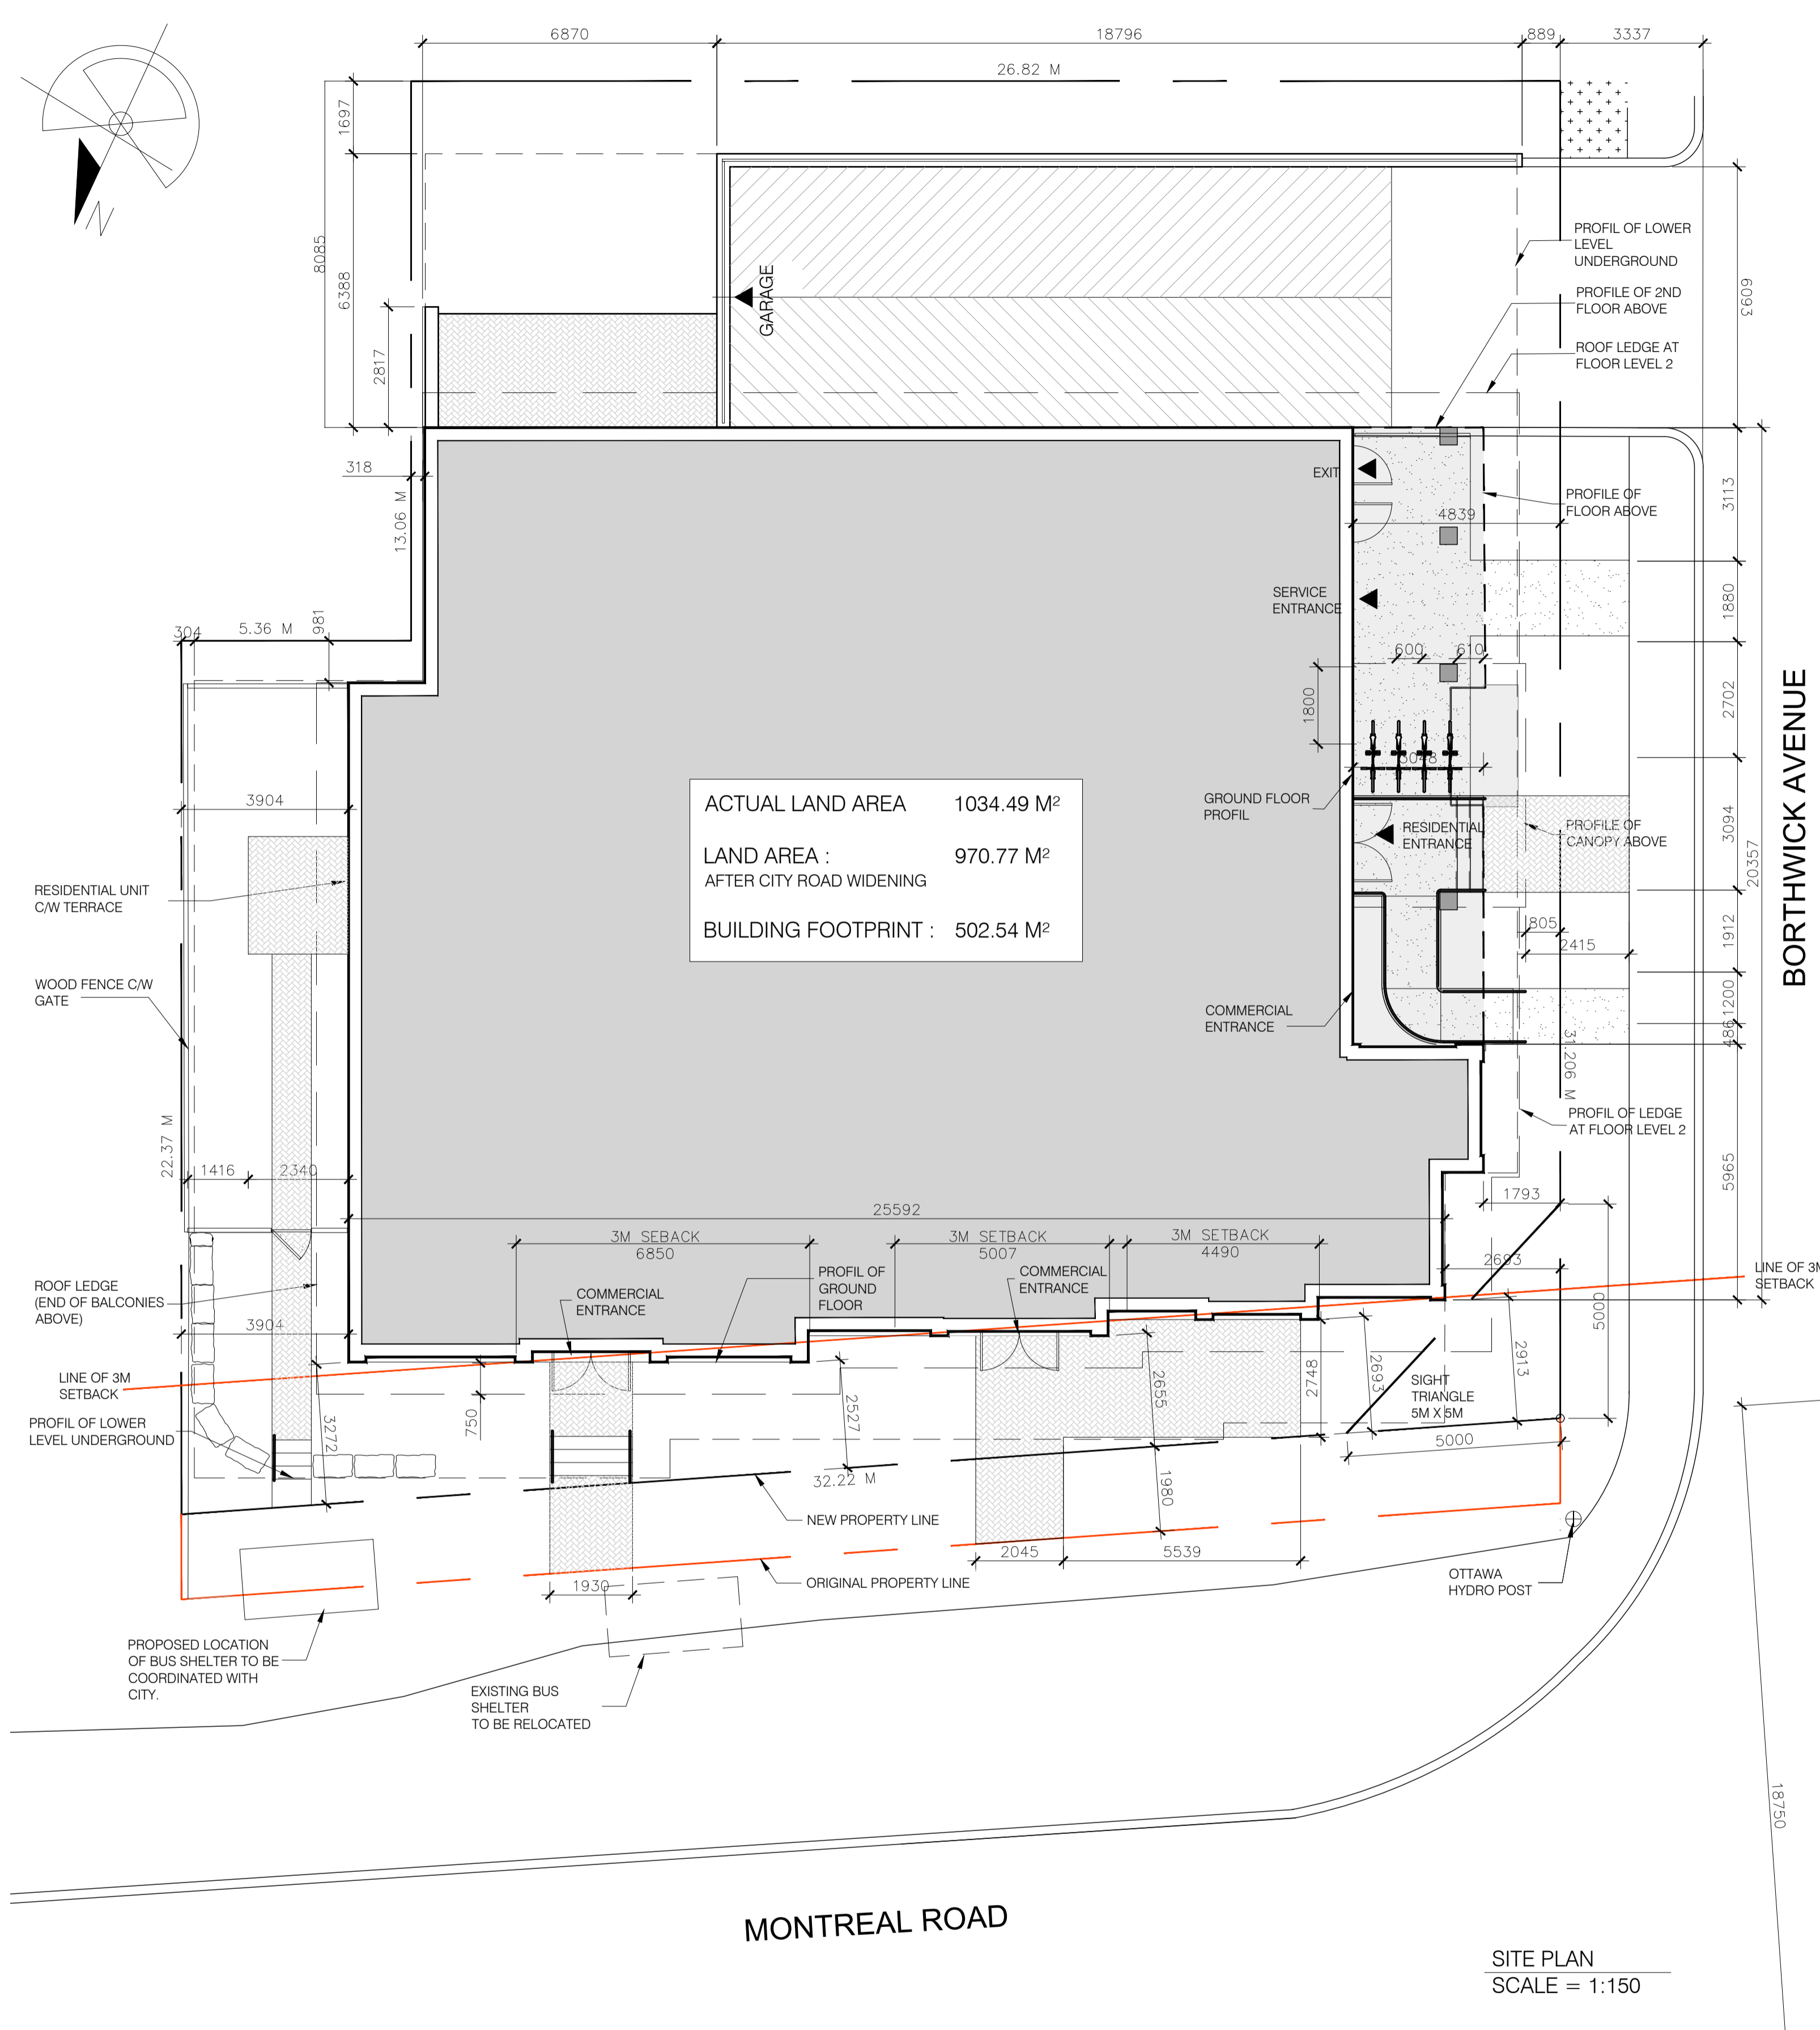 6870
18796
889
3337
26.82 M
1697
8085
6388
2817
N
GARAGE
PROFIL OF LOWER
LEVEL
UNDERGROUND
PROFILE OF 2ND
FLOOR ABOVE
ROOF LEDGE AT
FLOOR LEVEL 2
6093
318
13.06 M
EXIT
4839
PROFILE OF
FLOOR ABOVE
3113
SERVICE
ENTRANCE
1880
304
5.36 M
981
600
610
1800
2702
3048
3904
GROUND FLOOR
PROFIL
RESIDENTIAL
ENTRANCE
PROFILE OF
CANOPY ABOVE
3094
20357
BORTHWICK AVENUE
ACTUAL LAND AREA 1034.49 M²
LAND AREA : 970.77 M²
AFTER CITY ROAD WIDENING
BUILDING FOOTPRINT : 502.54 M²
RESIDENTIAL UNIT
C/W TERRACE
805
2415
1912
WOOD FENCE C/W
GATE
COMMERCIAL
ENTRANCE
1200
486
31.206 M
PROFIL OF LEDGE
AT FLOOR LEVEL 2
22.37 M
1416
2340
5965
1793
25592
3M SEBACK
6850
3M SETBACK
5007
3M SETBACK
4490
2693
LINE OF 3M
SETBACK
ROOF LEDGE
(END OF BALCONIES
ABOVE)
COMMERCIAL
ENTRANCE
PROFIL OF
GROUND
FLOOR
COMMERCIAL
ENTRANCE
5000
3904
LINE OF 3M
SETBACK
PROFIL OF LOWER
LEVEL UNDERGROUND
3272
750
2527
2655
2748
2693
2913
SIGHT
TRIANGLE
5M X 5M
5000
32.22 M
1980
NEW PROPERTY LINE
2045
5539
1930
ORIGINAL PROPERTY LINE
OTTAWA
HYDRO POST
PROPOSED LOCATION
OF BUS SHELTER TO BE
COORDINATED WITH
CITY.
EXISTING BUS
SHELTER
TO BE RELOCATED
18750
MONTREAL ROAD
SITE PLAN
SCALE = 1:150